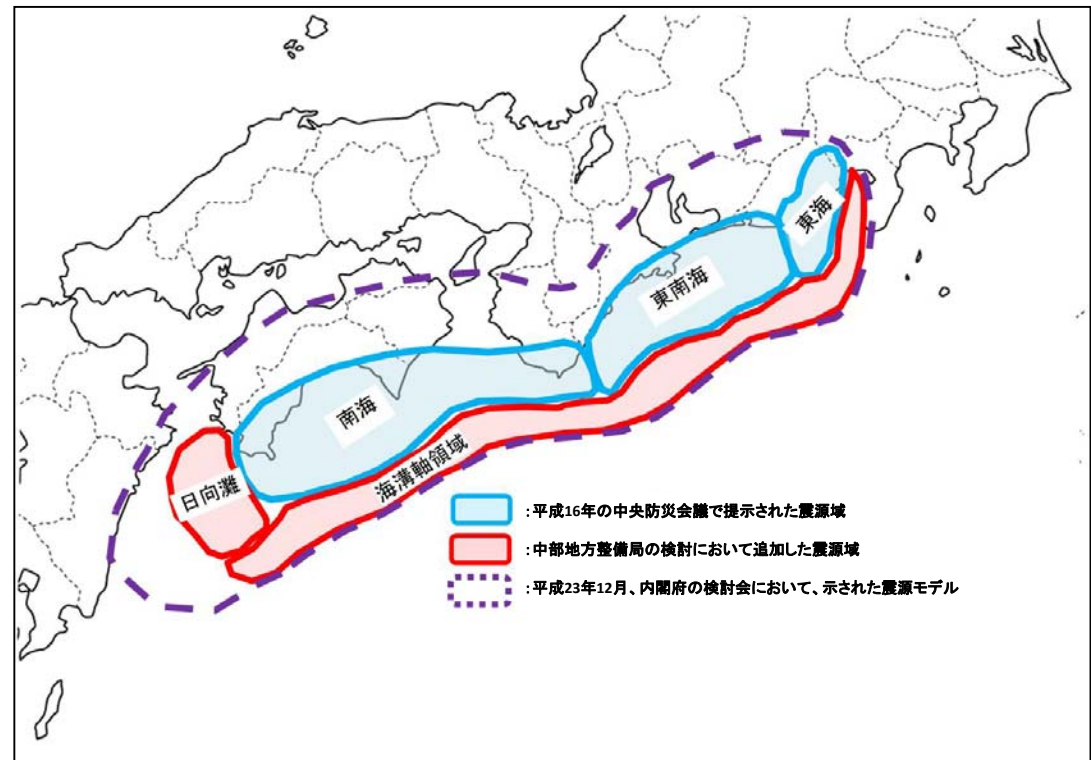 東海
東南海
南海
海溝軸領域
日向灘
：平成16年の中央防災会議で提示された震源域
：中部地方整備局の検討において追加した震源域
：平成23年12月、内閣府の検討会において、示された震源モデル